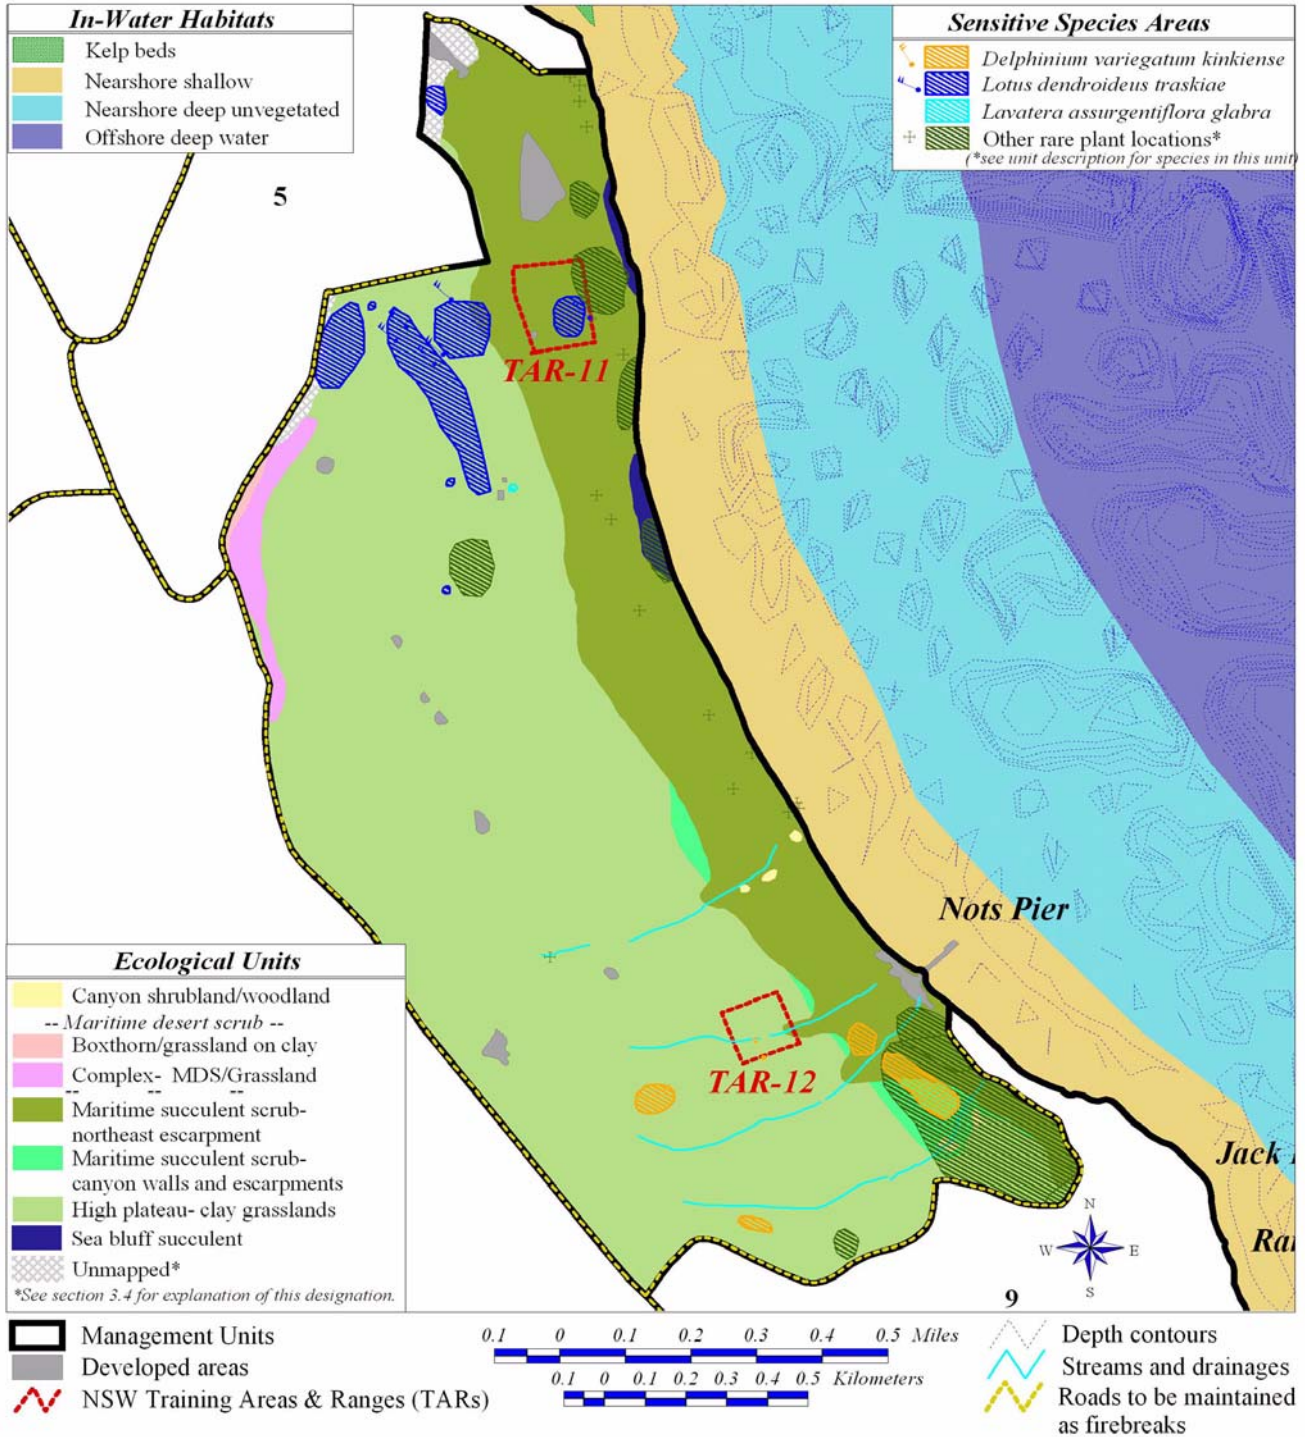 In-Water Habitats
Kelp beds
Nearshore shallow
Nearshore deep unvegetated
Offshore deep water
Sensitive Species Areas
Delphinium variegatum kinkiense
Lotus dendroideus traskiae
Lavatera assurgentiflora glabra
Other rare plant locations*
(*see unit description for species in this unit)
5
TAR-11
Nots Pier
TAR-12
Jack
9
N
W E
S
Ecological Units
Canyon shrubland/woodland
-- Maritime desert scrub --
Boxthorn/grassland on clay
Complex- MDS/Grassland
-- -- --
Maritime succulent scrub-
northeast escarpment
Maritime succulent scrub-
canyon walls and escarpments
High plateau- clay grasslands
Sea bluff succulent
Unmapped*
*See section 3.4 for explanation of this designation.
Management Units
Developed areas
NSW Training Areas & Ranges (TARs)
0.1 0 0.1 0.2 0.3 0.4 0.5 Miles
0.1 0 0.1 0.2 0.3 0.4 0.5 Kilometers
Depth contours
Streams and drainages
Roads to be maintained
as firebreaks